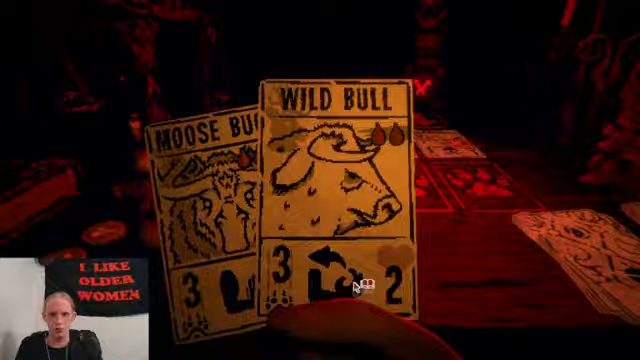 WILD BULL
MOOSE BU
3
3
2
I LIKE
OLDER
WOMEN